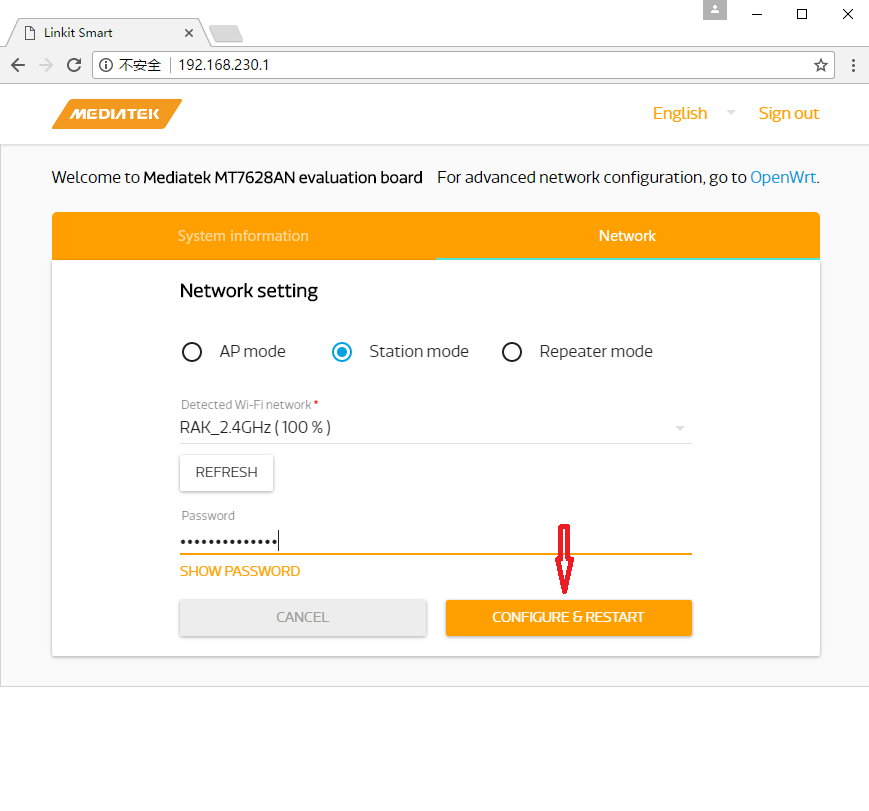 Linkit Smart
不安全 192.168.230.1
MEDIATEK
English Sign out
Welcome to Mediatek MT7628AN evaluation board For advanced network configuration, go to OpenWrt.
System information Network
Network setting
AP mode Station mode Repeater mode
Detected Wi-Fi network *
RAK_2.4GHz ( 100 % )
REFRESH
Password
••••••••••••••
SHOW PASSWORD
CANCEL CONFIGURE & RESTART